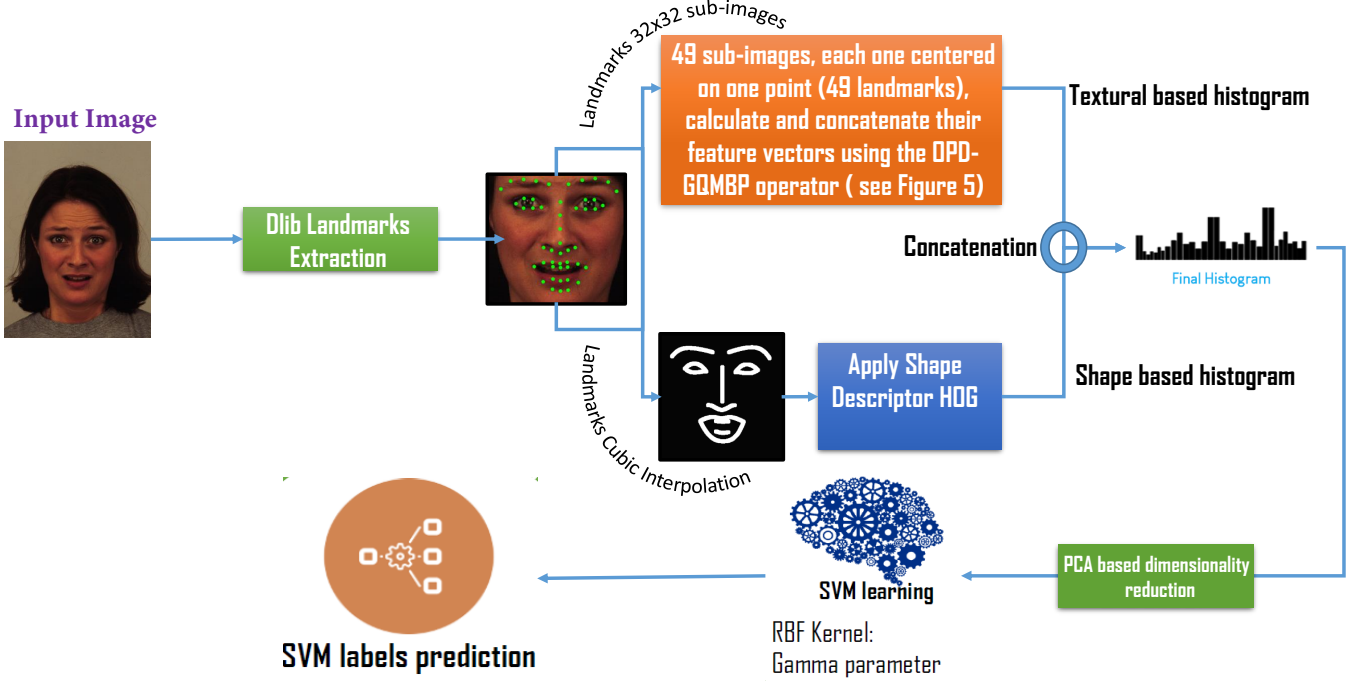 Input Image
Dlib Landmarks
Extraction
Landmarks 32x32 sub-images
49 sub-images, each one centered
on one point (49 landmarks),
calculate and concatenate their
feature vectors using the OPD-
GQMBP operator ( see Figure 5)
Textural based histogram
Concatenation
Final Histogram
Landmarks Cubic Interpolation
Apply Shape
Descriptor HOG
Shape based histogram
PCA based dimensionality
reduction
SVM learning
RBF Kernel:
Gamma parameter
SVM labels prediction